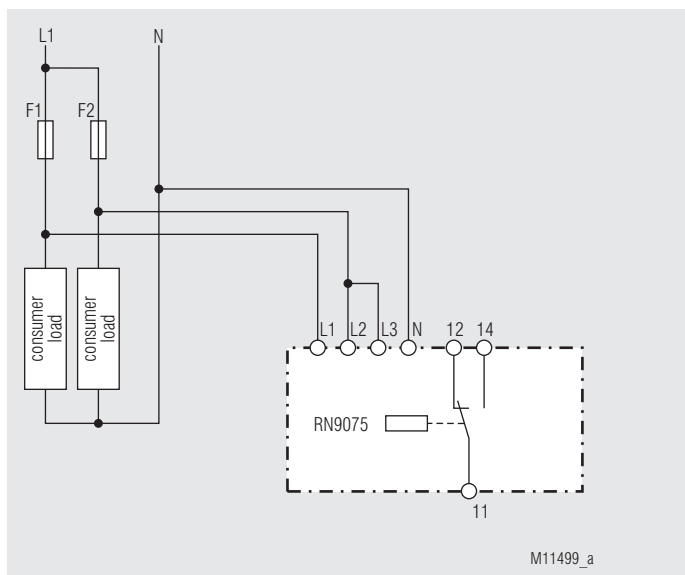 L1 N
F1 F2
consumer
load
consumer
load
L1 L2 L3 N 12 14
RN9075
11
M11499_a